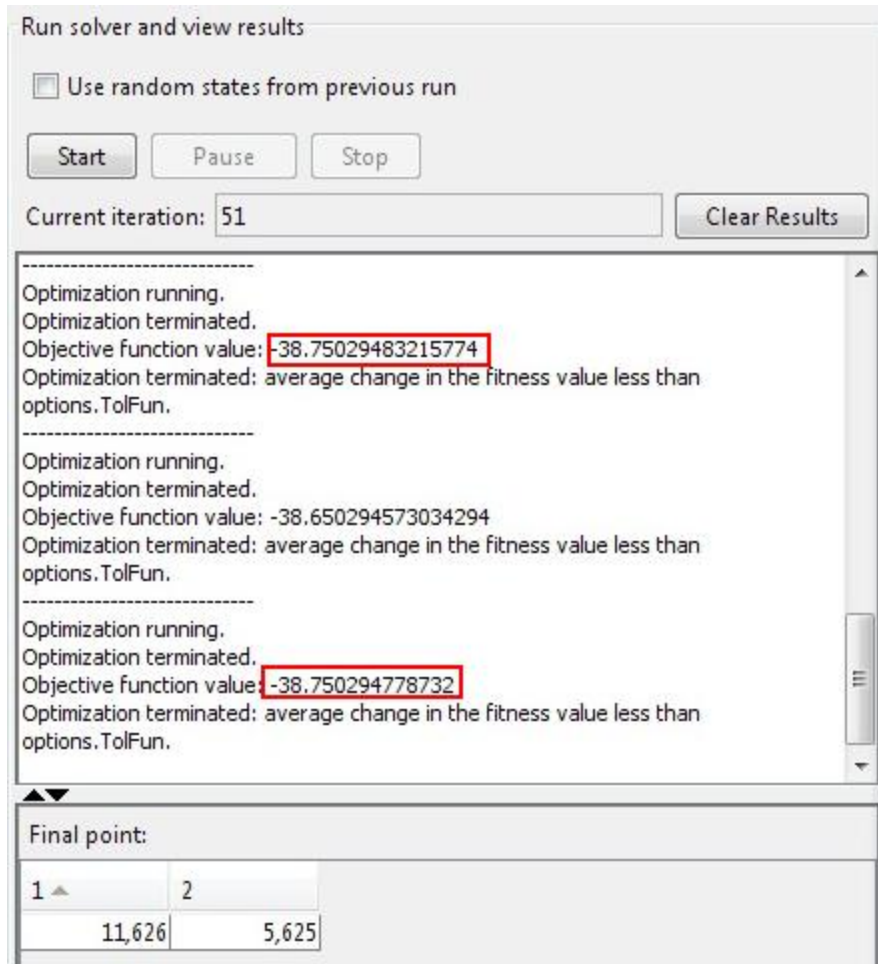 Run solver and view results
Use random states from previous run
Start Pause Stop
Current iteration: 51 Clear Results
-----------------------------
Optimization running.
Optimization terminated.
Objective function value: -38.75029483215774
Optimization terminated: average change in the fitness value less than
options.TolFun.
-----------------------------
Optimization running.
Optimization terminated.
Objective function value: -38.650294573034294
Optimization terminated: average change in the fitness value less than
options.TolFun.
-----------------------------
Optimization running.
Optimization terminated.
Objective function value: -38.750294778732
Optimization terminated: average change in the fitness value less than
options.TolFun.
Final point:
1 2
11,626 5,625